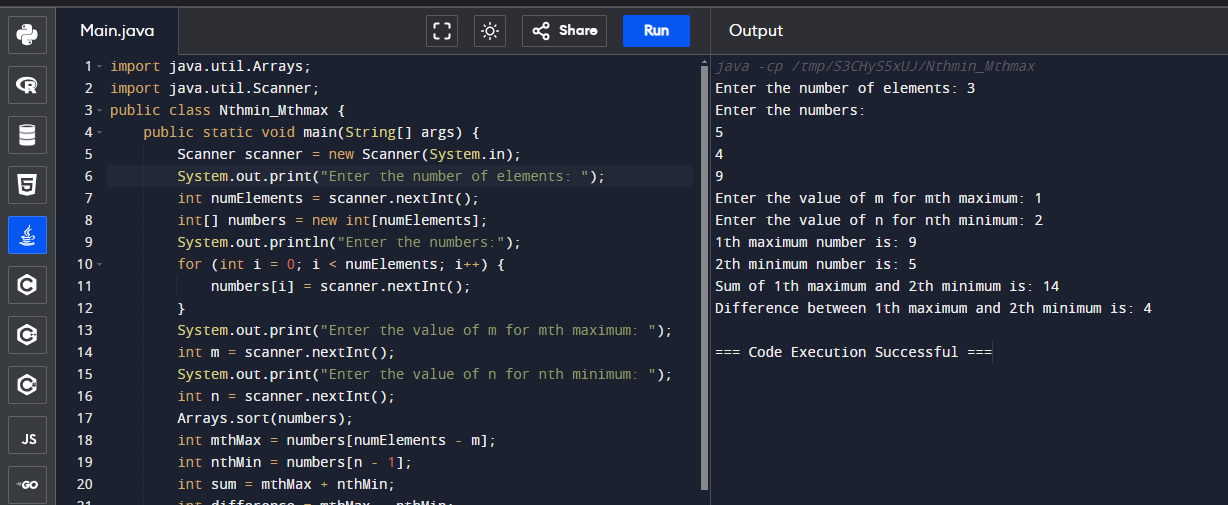 Main.java
Share
Run
Output
1 import java.util.Arrays;
2 import java.util.Scanner;
3 public class Nthmin_Mthmax {
4 public static void main(String[] args) {
5 Scanner scanner = new Scanner(System.in);
6 System.out.print("Enter the number of elements: ");
7 int numElements = scanner.nextInt();
8 int[] numbers = new int[numElements];
9 System.out.println("Enter the numbers:");
10 for (int i = 0; i < numElements; i++) {
11 numbers[i] = scanner.nextInt();
12 }
13 System.out.print("Enter the value of m for mth maximum: ");
14 int m = scanner.nextInt();
15 System.out.print("Enter the value of n for nth minimum: ");
16 int n = scanner.nextInt();
17 Arrays.sort(numbers);
18 int mthMax = numbers[numElements - m];
19 int nthMin = numbers[n - 1];
20 int sum = mthMax + nthMin;
21 int difference = mthMax - nthMin;
java -cp /tmp/S3CHyS5xUJ/Nthmin_Mthmax
Enter the number of elements: 3
Enter the numbers:
5
4
9
Enter the value of m for mth maximum: 1
Enter the value of n for nth minimum: 2
1th maximum number is: 9
2th minimum number is: 5
Sum of 1th maximum and 2th minimum is: 14
Difference between 1th maximum and 2th minimum is: 4
=== Code Execution Successful ===
R
5
C
C
C
JS
GO